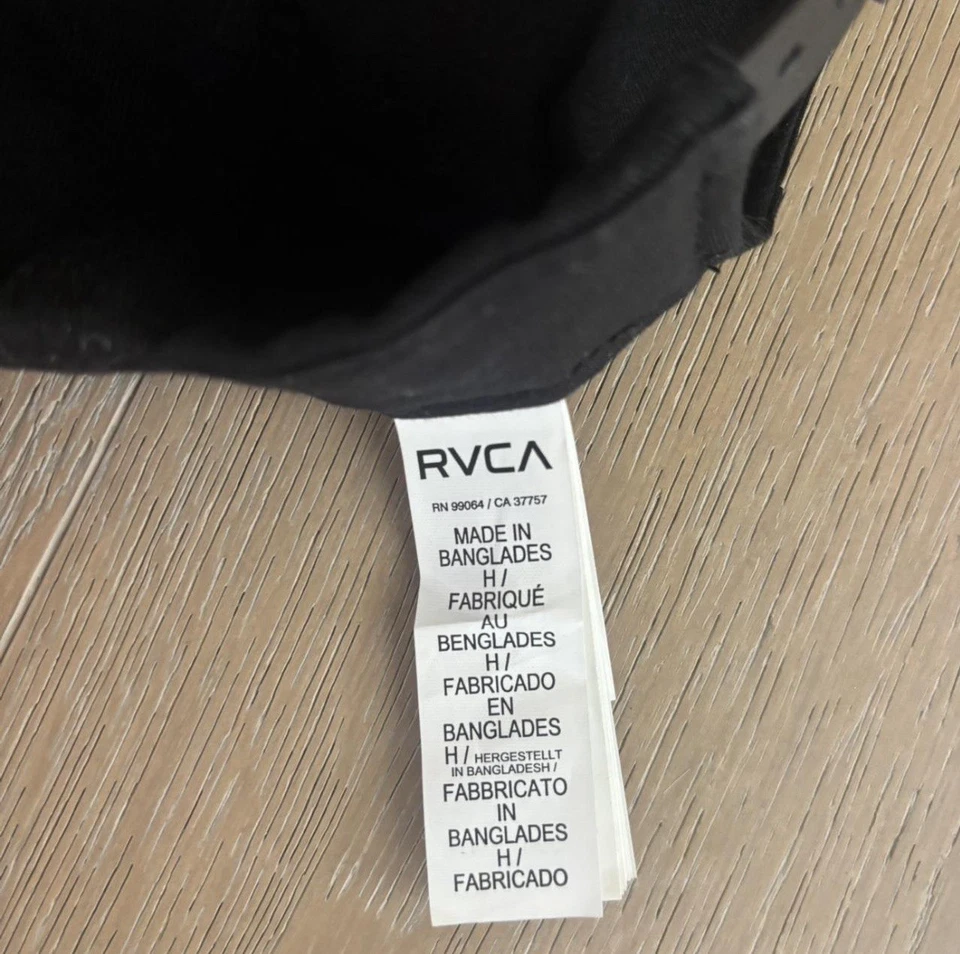 RVCA
RN 99064 / CA 37757
MADE IN
BANGLADES
H /
FABRIQUÉ
AU
BENGLADES
H /
FABRICADO
EN
BANGLADES
H / HERGESTELLT
IN BANGLADESH /
FABBRICATO
IN
BANGLADES
H /
FABRICADO